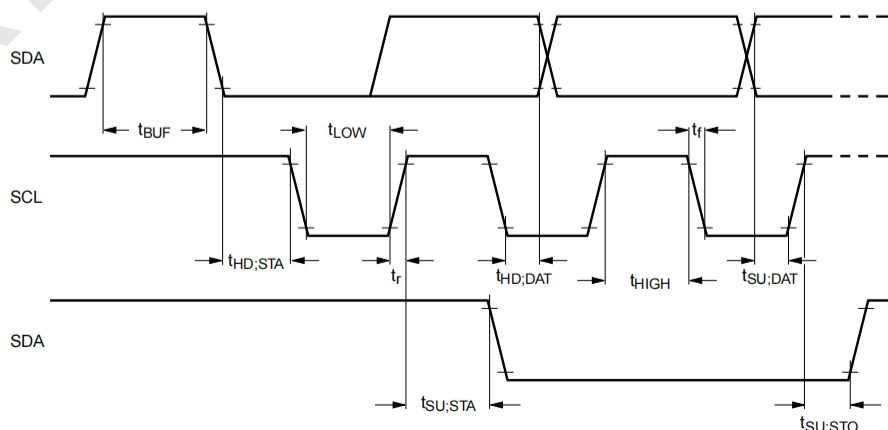 SDA
tBUF
tLOW
tf
SCL
tHD;STA
tr
tHD;DAT
tHIGH
tSU;DAT
SDA
tSU;STA
tSU;STO